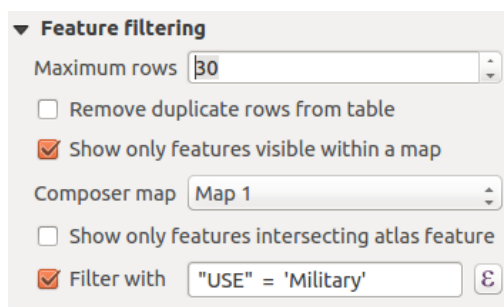 Feature filtering
Maximum rows 30
Remove duplicate rows from table
Show only features visible within a map
Composer map Map 1
Show only features intersecting atlas feature
Filter with "USE" = 'Military' ε